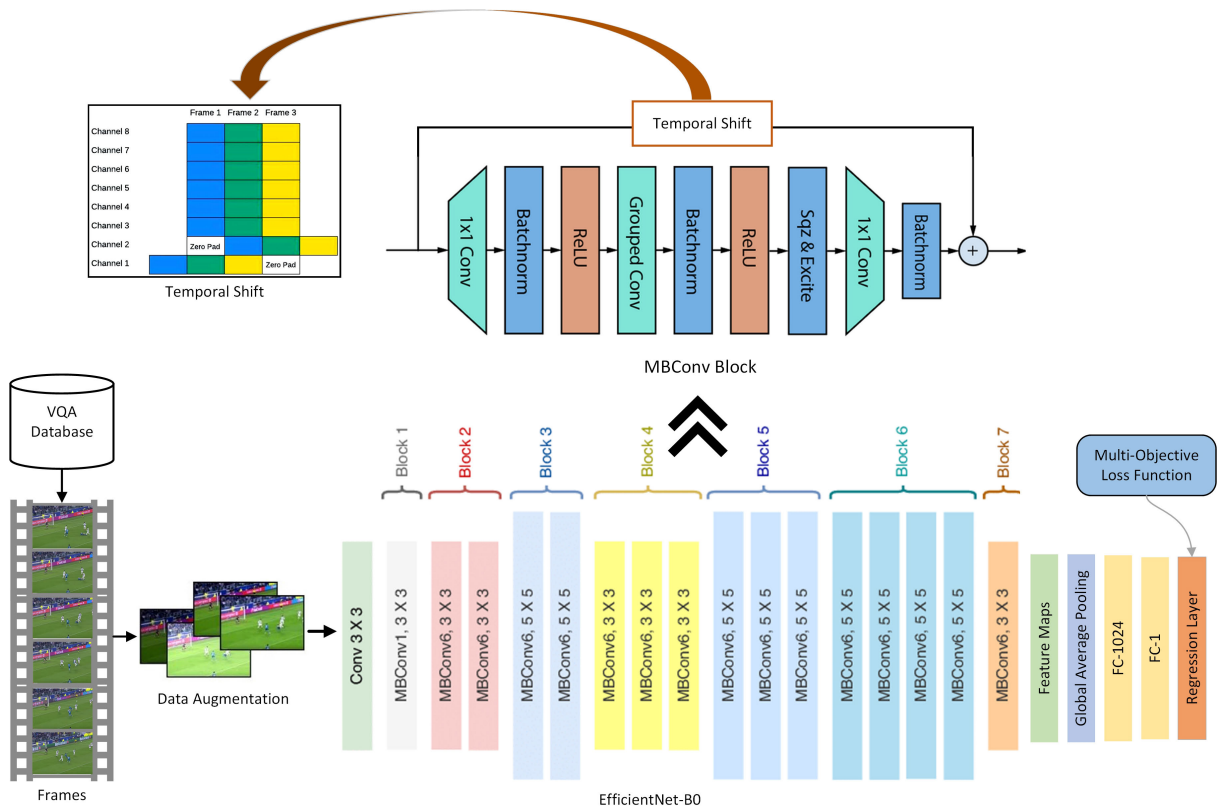 Frame 1 Frame 2 Frame 3
Channel 8
Channel 7
Channel 6
Channel 5
Channel 4
Channel 3
Channel 2 Zero Pad
Channel 1 Zero Pad
Temporal Shift
Temporal Shift
1x1 Conv
Batchnorm
ReLU
Grouped Conv
Batchnorm
ReLU
Sqz & Excite
1x1 Conv
Batchnorm
+
MBConv Block
VQA
Database
Frames
Data Augmentation
Block 1
Block 2
Block 3
Block 4
Block 5
Block 6
Block 7
Conv 3 X 3
MBConv1, 3 X 3
MBConv6, 3 X 3
MBConv6, 3 X 3
MBConv6, 5 X 5
MBConv6, 5 X 5
MBConv6, 3 X 3
MBConv6, 3 X 3
MBConv6, 3 X 3
MBConv6, 5 X 5
MBConv6, 5 X 5
MBConv6, 5 X 5
MBConv6, 5 X 5
MBConv6, 5 X 5
MBConv6, 5 X 5
MBConv6, 5 X 5
MBConv6, 3 X 3
Feature Maps
Global Average Pooling
FC-1024
FC-1
Regression Layer
Multi-Objective
Loss Function
EfficientNet-B0